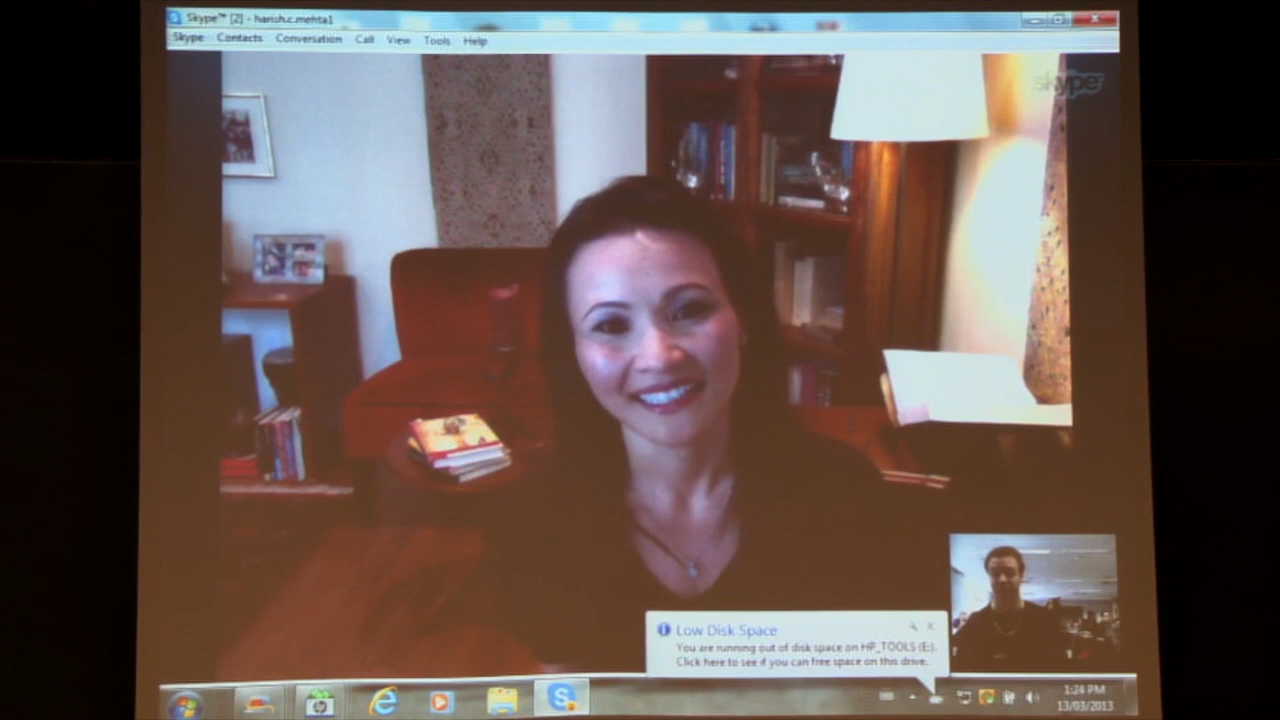 Skype™ [2] - harish.c.mehta1
Skype Contacts Conversation Call View Tools Help
skype
Low Disk Space
You are running out of disk space on HP_TOOLS (E:).
Click here to see if you can free space on this drive.
1:24 PM
13/03/2013